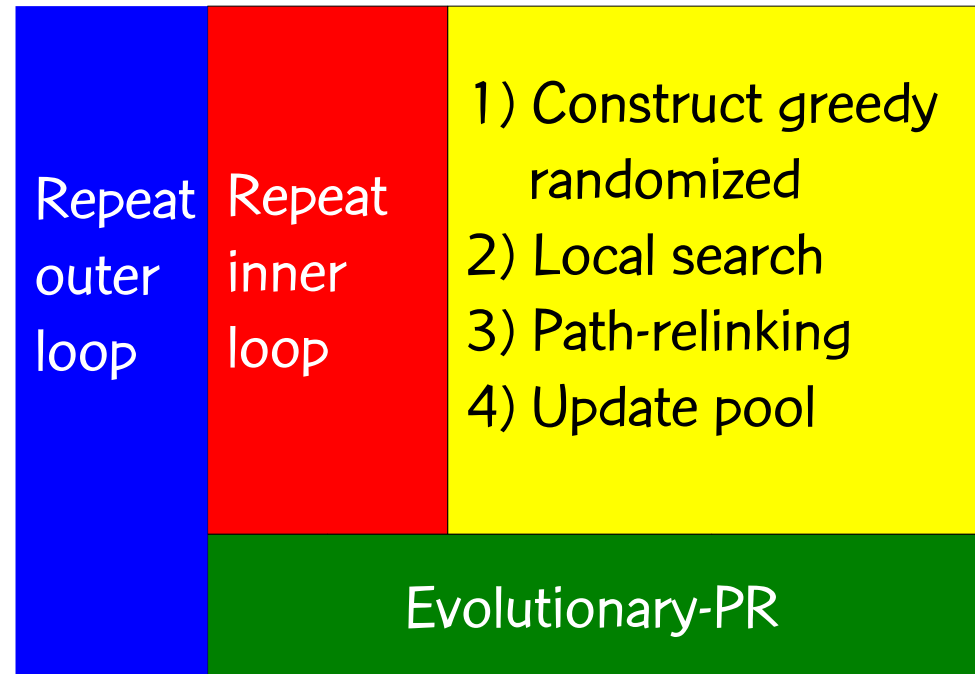 Repeat
outer
loop
Repeat
inner
loop
1) Construct greedy
randomized
2) Local search
3) Path-relinking
4) Update pool
Evolutionary-PR